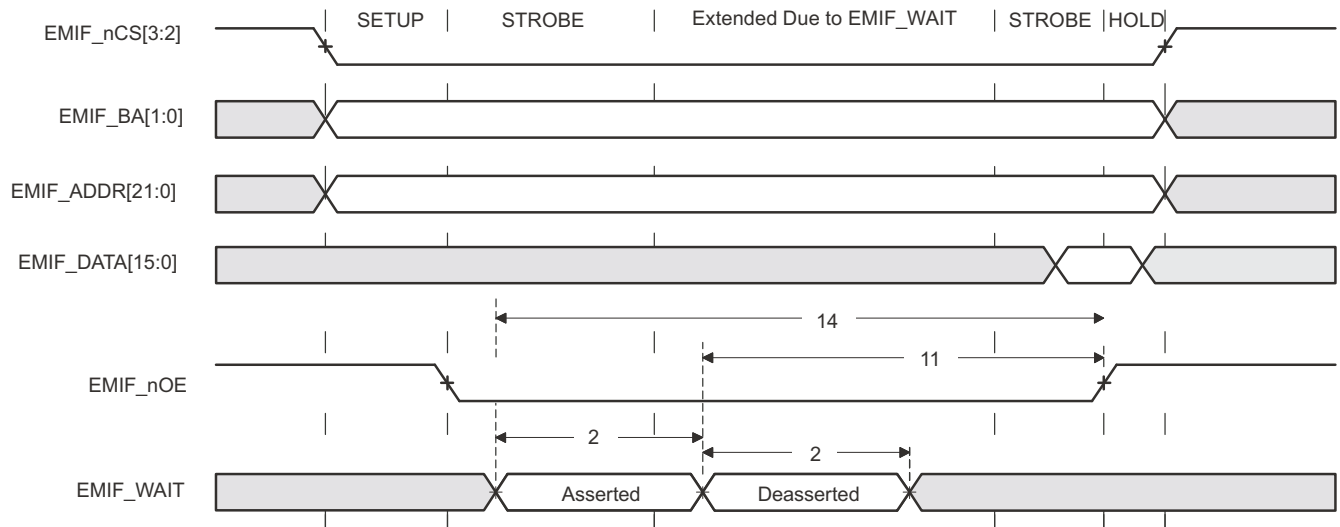 SETUP STROBE Extended Due to EMIF_WAIT STROBE HOLD
EMIF_nCS[3:2]
EMIF_BA[1:0]
EMIF_ADDR[21:0]
EMIF_DATA[15:0]
14
11
EMIF_nOE
2
2
EMIF_WAIT Asserted Deasserted